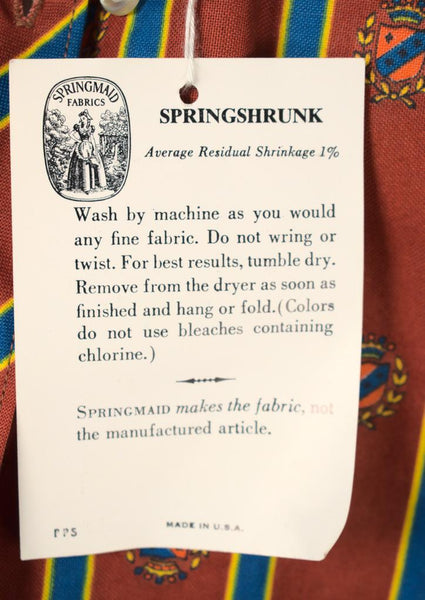 SPRINGMAID
FABRICS
SPRINGSHRUNK
Average Residual Shrinkage 1%
Wash by machine as you would
any fine fabric. Do not wring or
twist. For best results, tumble dry.
Remove from the dryer as soon as
finished and hang or fold.(Colors
do not use bleaches containing
chlorine.)
SPRINGMAID makes the fabric, not
the manufactured article.
PPS
MADE IN U.S.A.